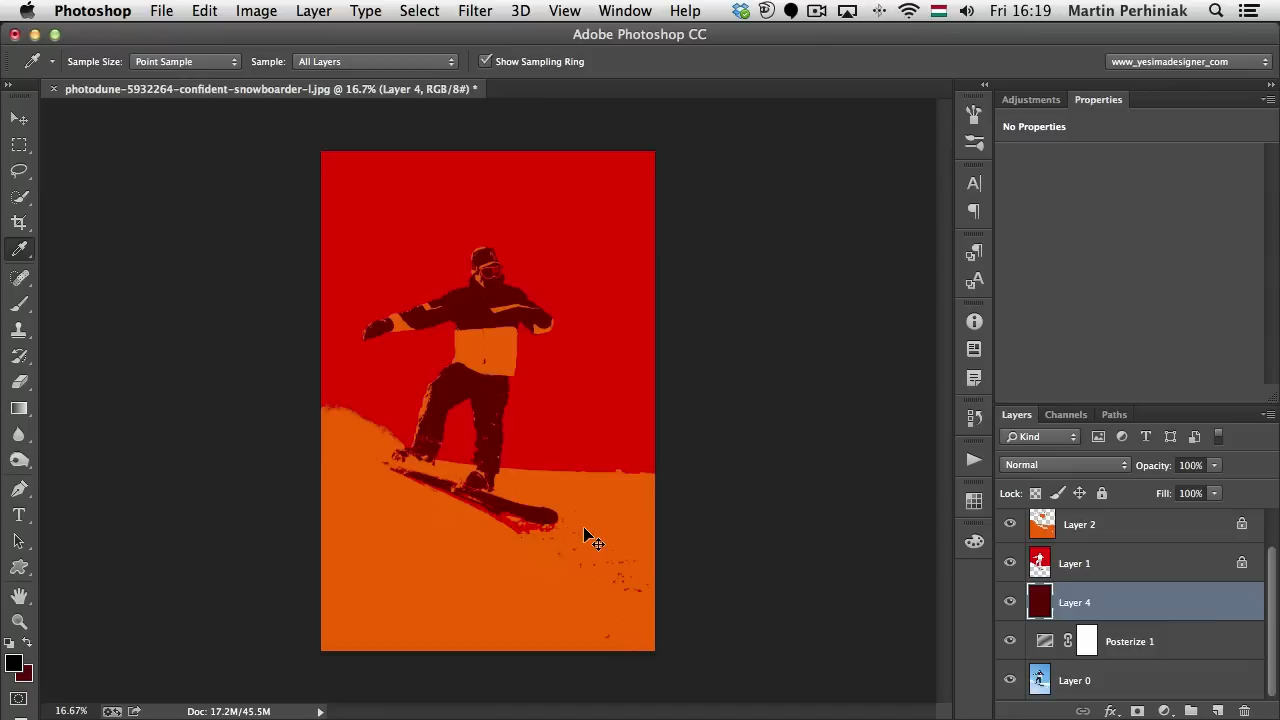 Photoshop File Edit Image Layer Type Select Filter 3D View Window Help Fri 16:19 Martin Perhiniak
Adobe Photoshop CC
Sample Size: Point Sample Sample: All Layers Show Sampling Ring www_yesimadesigner_com
photodune-5932264-confident-snowboarder-l.jpg @ 16.7% (Layer 4, RGB/8#) *
Adjustments Properties
No Properties
Layers Channels Paths
Kind
Normal Opacity: 100%
Lock: Fill: 100%
Layer 2
Layer 1
Layer 4
Posterize 1
Layer 0
16.67% Doc: 17.2M/45.5M